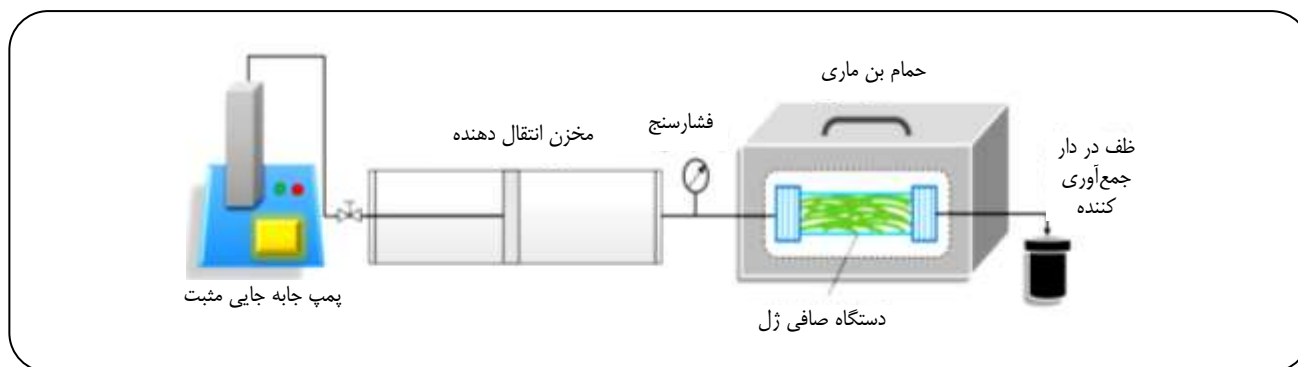 حمام بن ماری
فشارسنج
مخزن انتقال دهنده
ظف در دار
جمع‌آوری
کننده
پمپ جابه جایی مثبت
دستگاه صافی ژل